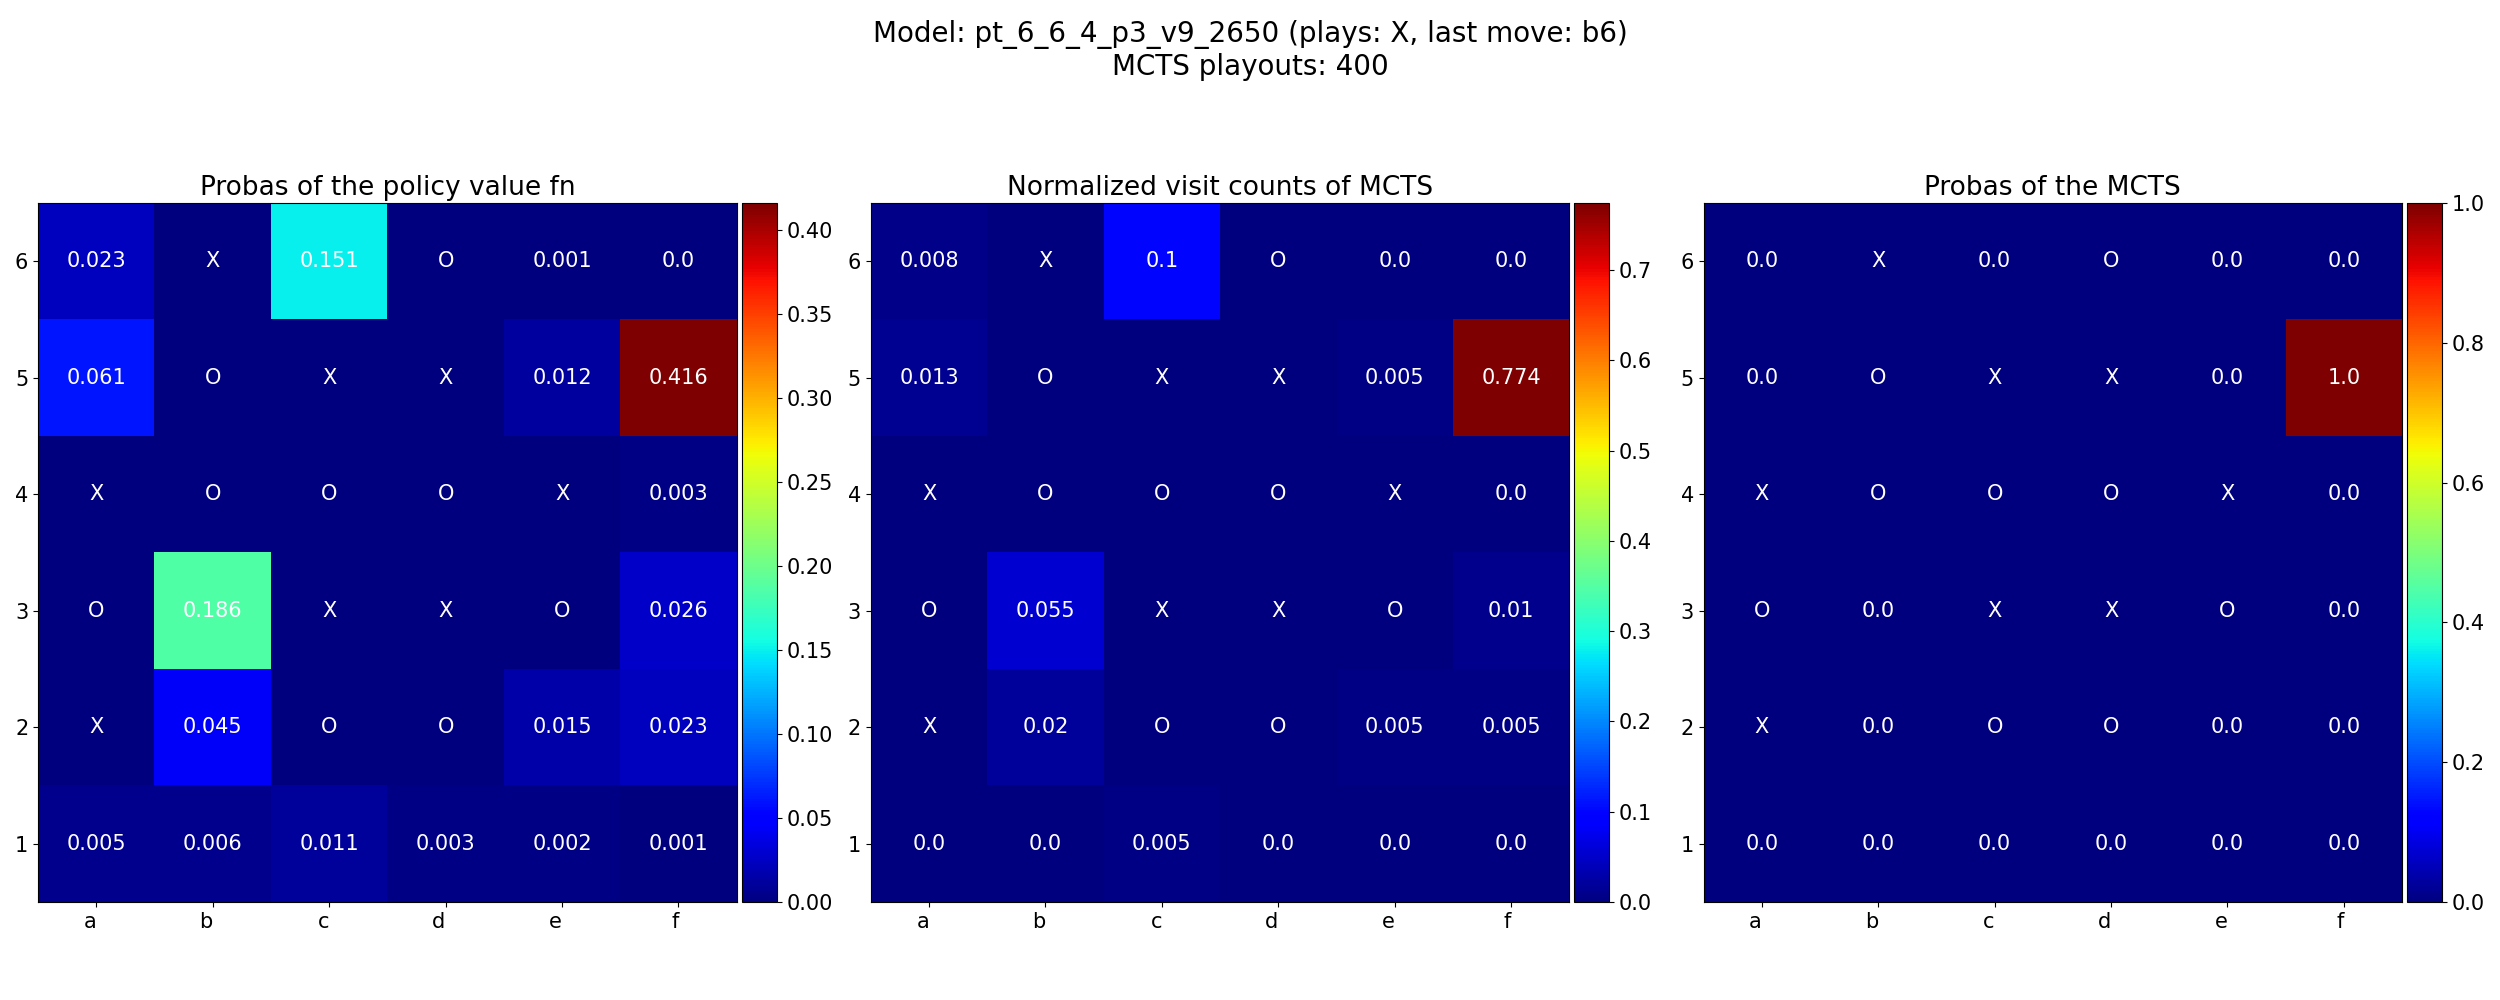 Model: pt_6_6_4_p3_v9_2650 (plays: X, last move: b6)
MCTS playouts: 400
Probas of the policy value fn
6 0.023 X 0.151 O 0.001 0.0
5 0.061 O X X 0.012 0.416
4 X O O O X 0.003
3 O 0.186 X X O 0.026
2 X 0.045 O O 0.015 0.023
1 0.005 0.006 0.011 0.003 0.002 0.001
a b c d e f
0.40
0.35
0.30
0.25
0.20
0.15
0.10
0.05
0.00
Normalized visit counts of MCTS
6 0.008 X 0.1 O 0.0 0.0
5 0.013 O X X 0.005 0.774
4 X O O O X 0.0
3 O 0.055 X X O 0.01
2 X 0.02 O O 0.005 0.005
1 0.0 0.0 0.005 0.0 0.0 0.0
a b c d e f
0.7
0.6
0.5
0.4
0.3
0.2
0.1
0.0
Probas of the MCTS
6 0.0 X 0.0 O 0.0 0.0
5 0.0 O X X 0.0 1.0
4 X O O O X 0.0
3 O 0.0 X X O 0.0
2 X 0.0 O O 0.0 0.0
1 0.0 0.0 0.0 0.0 0.0 0.0
a b c d e f
1.0
0.8
0.6
0.4
0.2
0.0